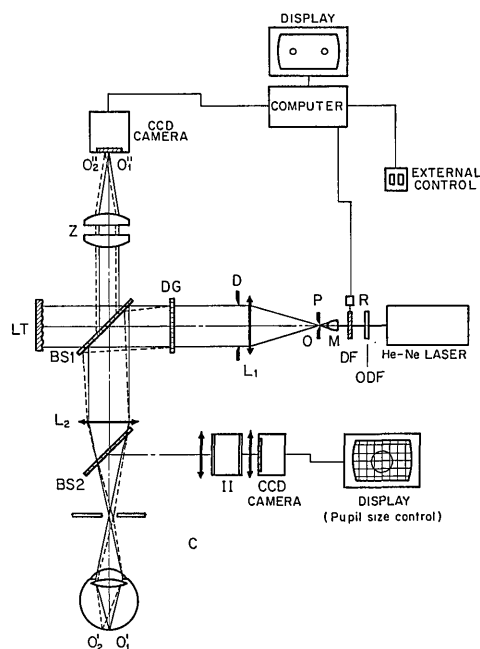 DISPLAY
COMPUTER
CCD
CAMERA
O"2 O"1
EXTERNAL
CONTROL
Z
DG
D
P
R
LT
O
M
He-Ne LASER
BS1
L1
DF
ODF
L2
BS2
II
CCD
CAMERA
DISPLAY
(Pupil size control)
C
O'2 O'1